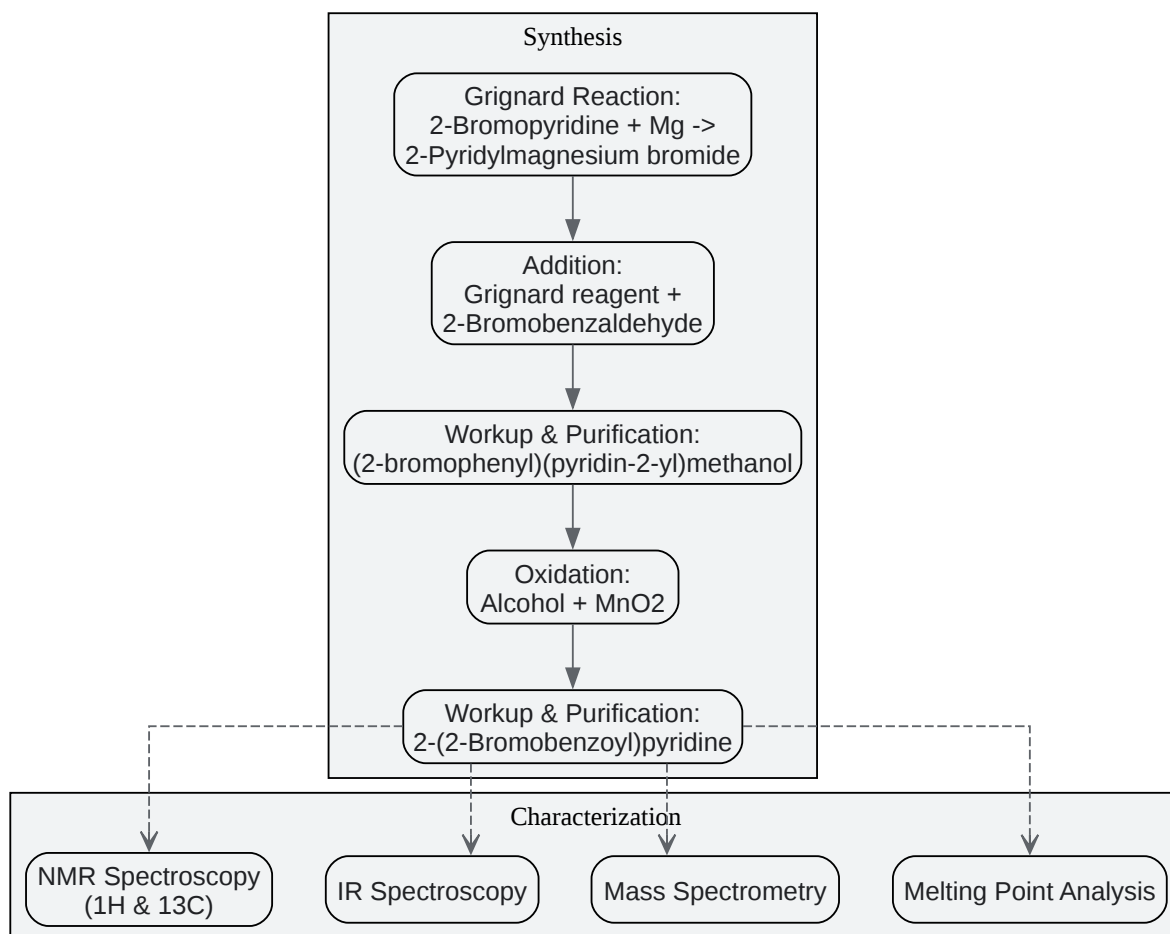 Synthesis
Grignard Reaction:
2-Bromopyridine + Mg ->
2-Pyridylmagnesium bromide
Addition:
Grignard reagent +
2-Bromobenzaldehyde
Workup & Purification:
(2-bromophenyl)(pyridin-2-yl)methanol
Oxidation:
Alcohol + MnO2
Workup & Purification:
2-(2-Bromobenzoyl)pyridine
Characterization
NMR Spectroscopy
(1H & 13C)
IR Spectroscopy
Mass Spectrometry
Melting Point Analysis